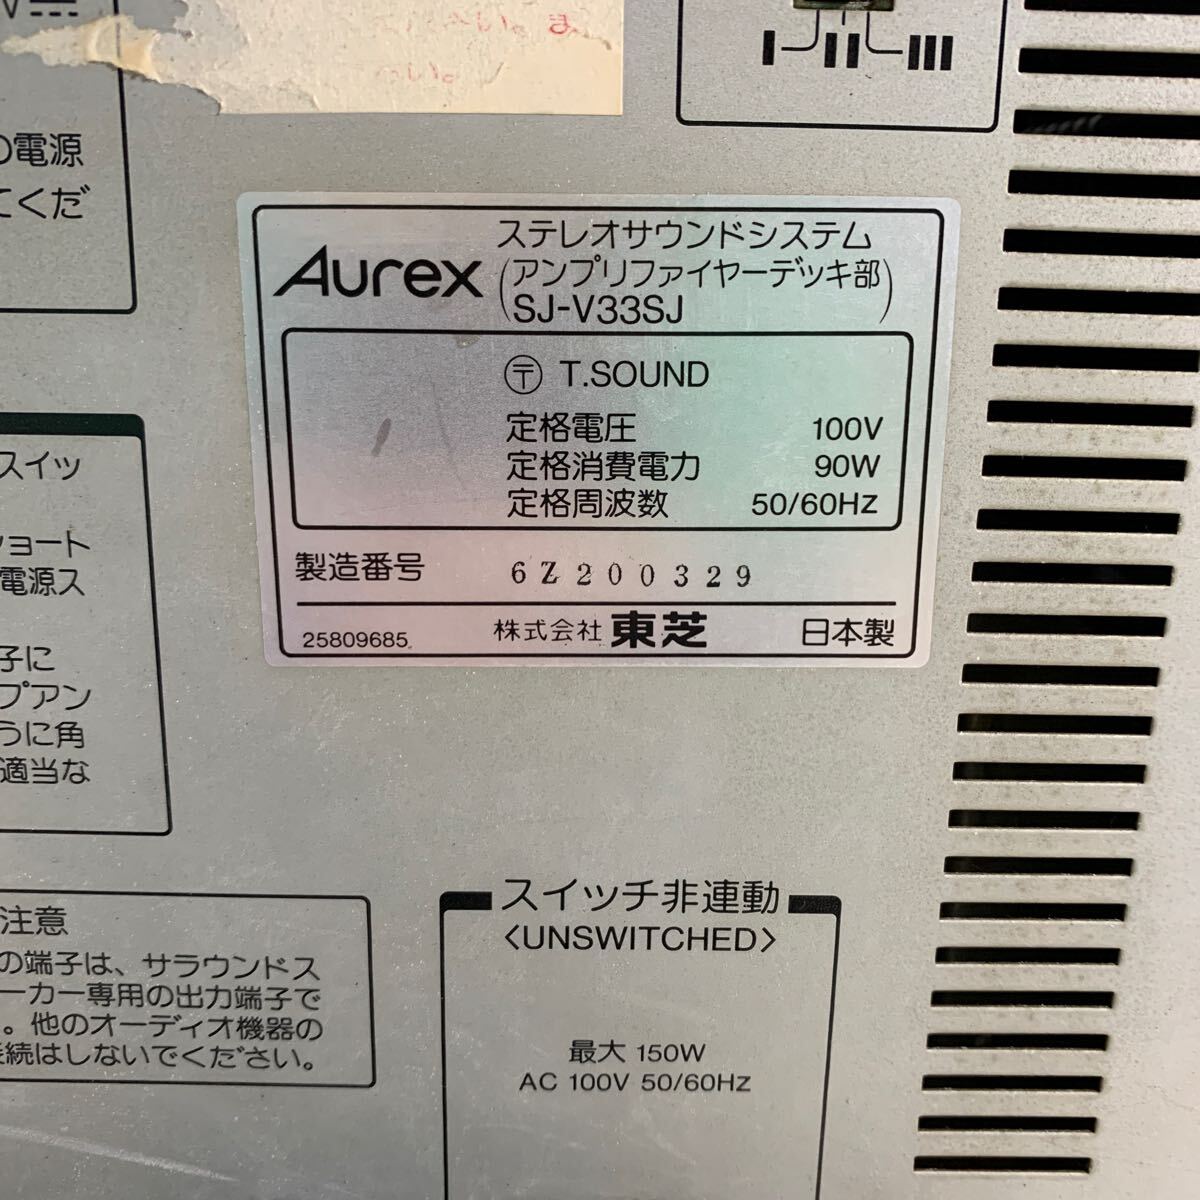 I II III
の電源
てくだ
Aurex
ステレオサウンドシステム
(アンプリファイヤーデッキ部)
SJ-V33SJ
〒 T.SOUND
定格電圧 100V
定格消費電力 90W
定格周波数 50/60Hz
製造番号 6Z200329
25809685 株式会社 東芝 日本製
スイッ
ショート
電源ス
子に
プアン
うに角
適当な
注意
の端子は、サラウンドス
ーカー専用の出力端子で
。他のオーディオ機器の
続はしないでください。
スイッチ非連動
<UNSWITCHED>
最大 150W
AC 100V 50/60Hz